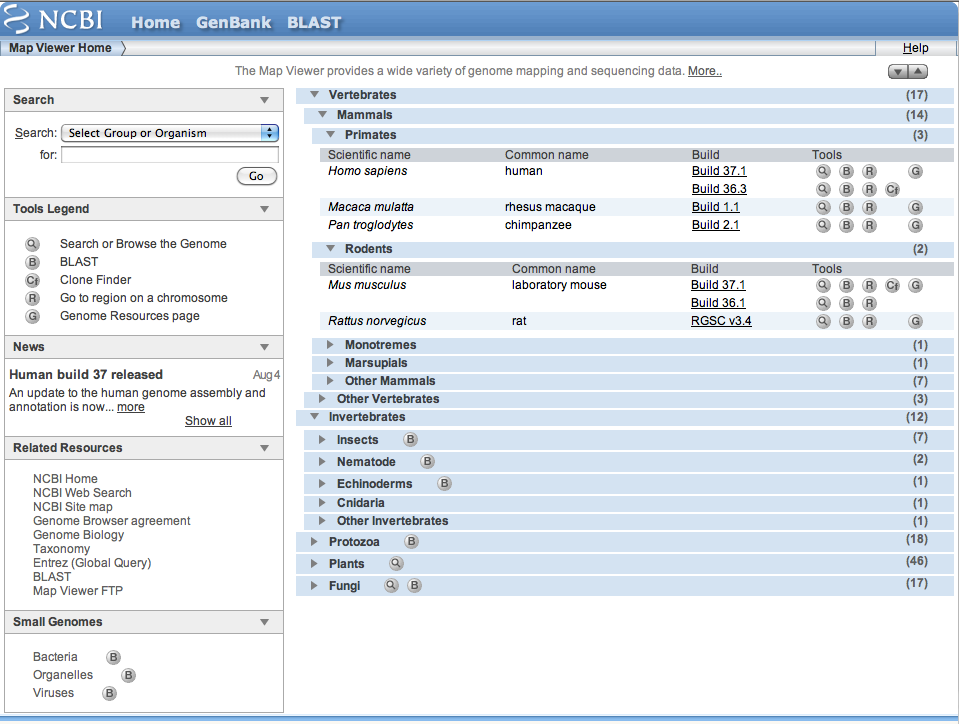 NCBI Home GenBank BLAST
Map Viewer Home Help
The Map Viewer provides a wide variety of genome mapping and sequencing data. More..
Search
Search: Select Group or Organism
for:
Go
Tools Legend
Search or Browse the Genome
B BLAST
Cf Clone Finder
R Go to region on a chromosome
G Genome Resources page
News
Human build 37 released Aug 4
An update to the human genome assembly and
annotation is now... more
Show all
Related Resources
NCBI Home
NCBI Web Search
NCBI Site map
Genome Browser agreement
Genome Biology
Taxonomy
Entrez (Global Query)
BLAST
Map Viewer FTP
Small Genomes
Bacteria B
Organelles B
Viruses B
Vertebrates (17)
Mammals (14)
Primates (3)
Scientific name Common name Build Tools
Homo sapiens human Build 37.1 B R G
Build 36.3 B R Cf
Macaca mulatta rhesus macaque Build 1.1 B R G
Pan troglodytes chimpanzee Build 2.1 B R G
Rodents (2)
Scientific name Common name Build Tools
Mus musculus laboratory mouse Build 37.1 B R Cf G
Build 36.1 B R
Rattus norvegicus rat RGSC v3.4 B R G
Monotremes (1)
Marsupials (1)
Other Mammals (7)
Other Vertebrates (3)
Invertebrates (12)
Insects B (7)
Nematode B (2)
Echinoderms B (1)
Cnidaria (1)
Other Invertebrates (1)
Protozoa B (18)
Plants (46)
Fungi B (17)